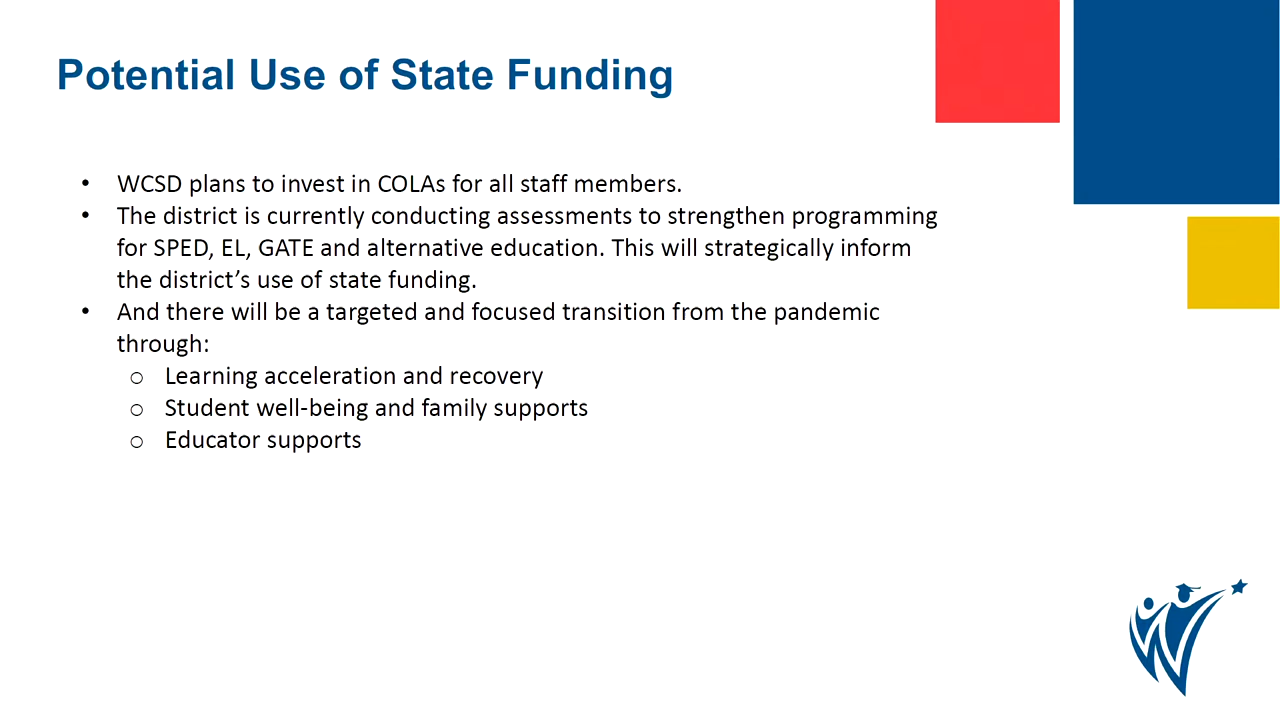 Potential Use of State Funding
• WCSD plans to invest in COLAs for all staff members.
• The district is currently conducting assessments to strengthen programming
for SPED, EL, GATE and alternative education. This will strategically inform
the district’s use of state funding.
• And there will be a targeted and focused transition from the pandemic
through:
o Learning acceleration and recovery
o Student well-being and family supports
o Educator supports